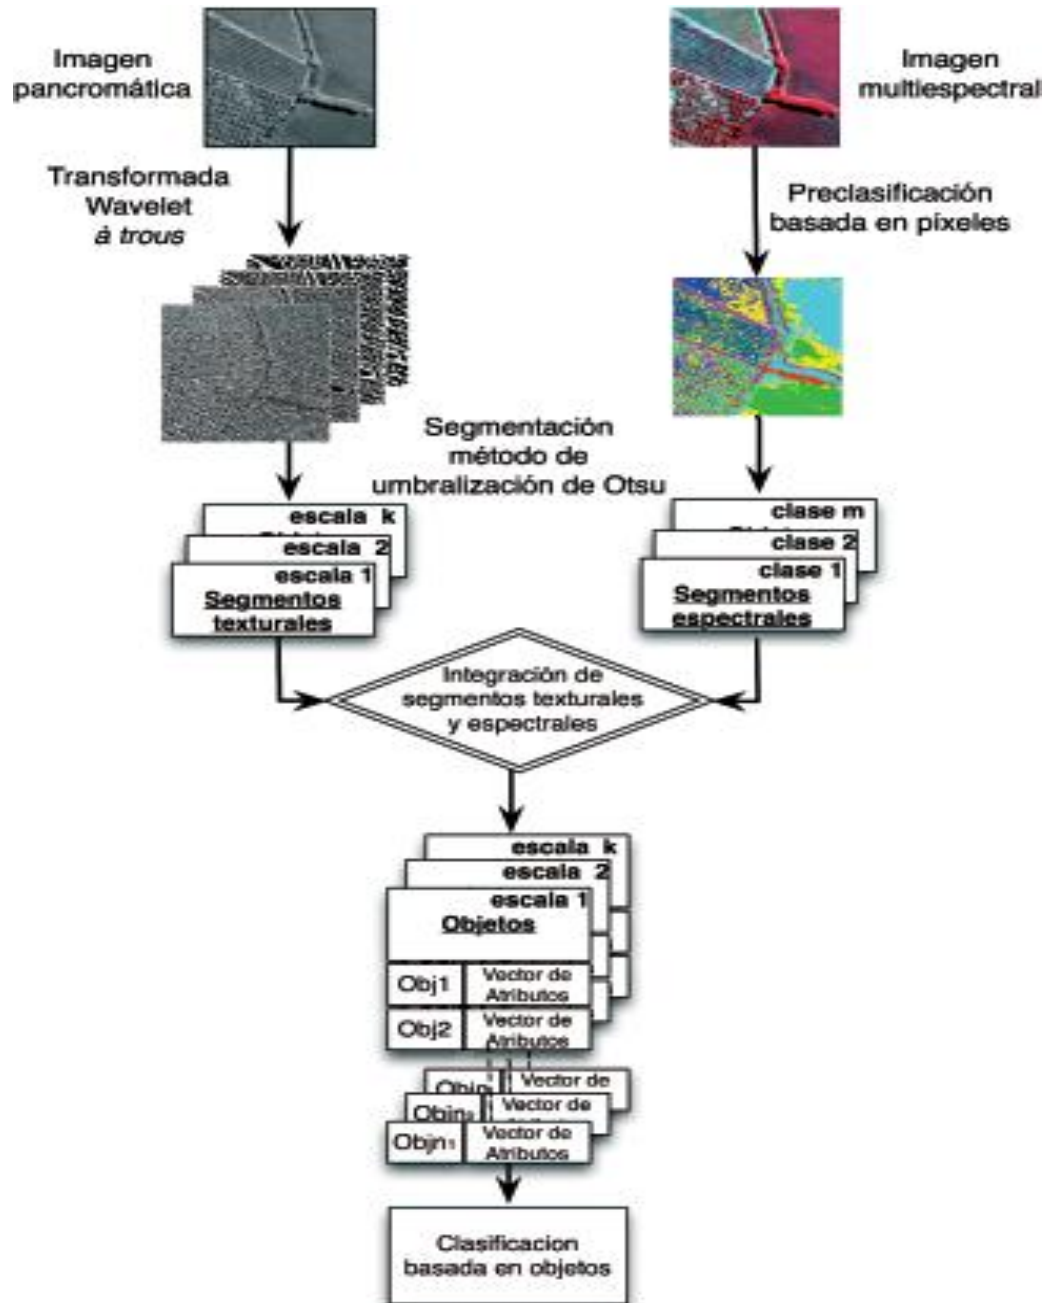 Imagen
pancromática
Imagen
multiespectral
Transformada
Wavelet
à trous
Preclasificación
basada en píxeles
Segmentación
método de
umbralización de Otsu
escala k
escala 2
escala 1
Segmentos
texturales
clase m
clase 2
clase 1
Segmentos
espectrales
Integración de
segmentos texturales
y espectrales
escala k
escala 2
escala 1
Objetos
Obj1
Vector de
Atributos
Obj2
Vector de
Atributos
Vector de
Vector de
Objn₁
Vector de
Atributos
Clasificacion
basada en objetos